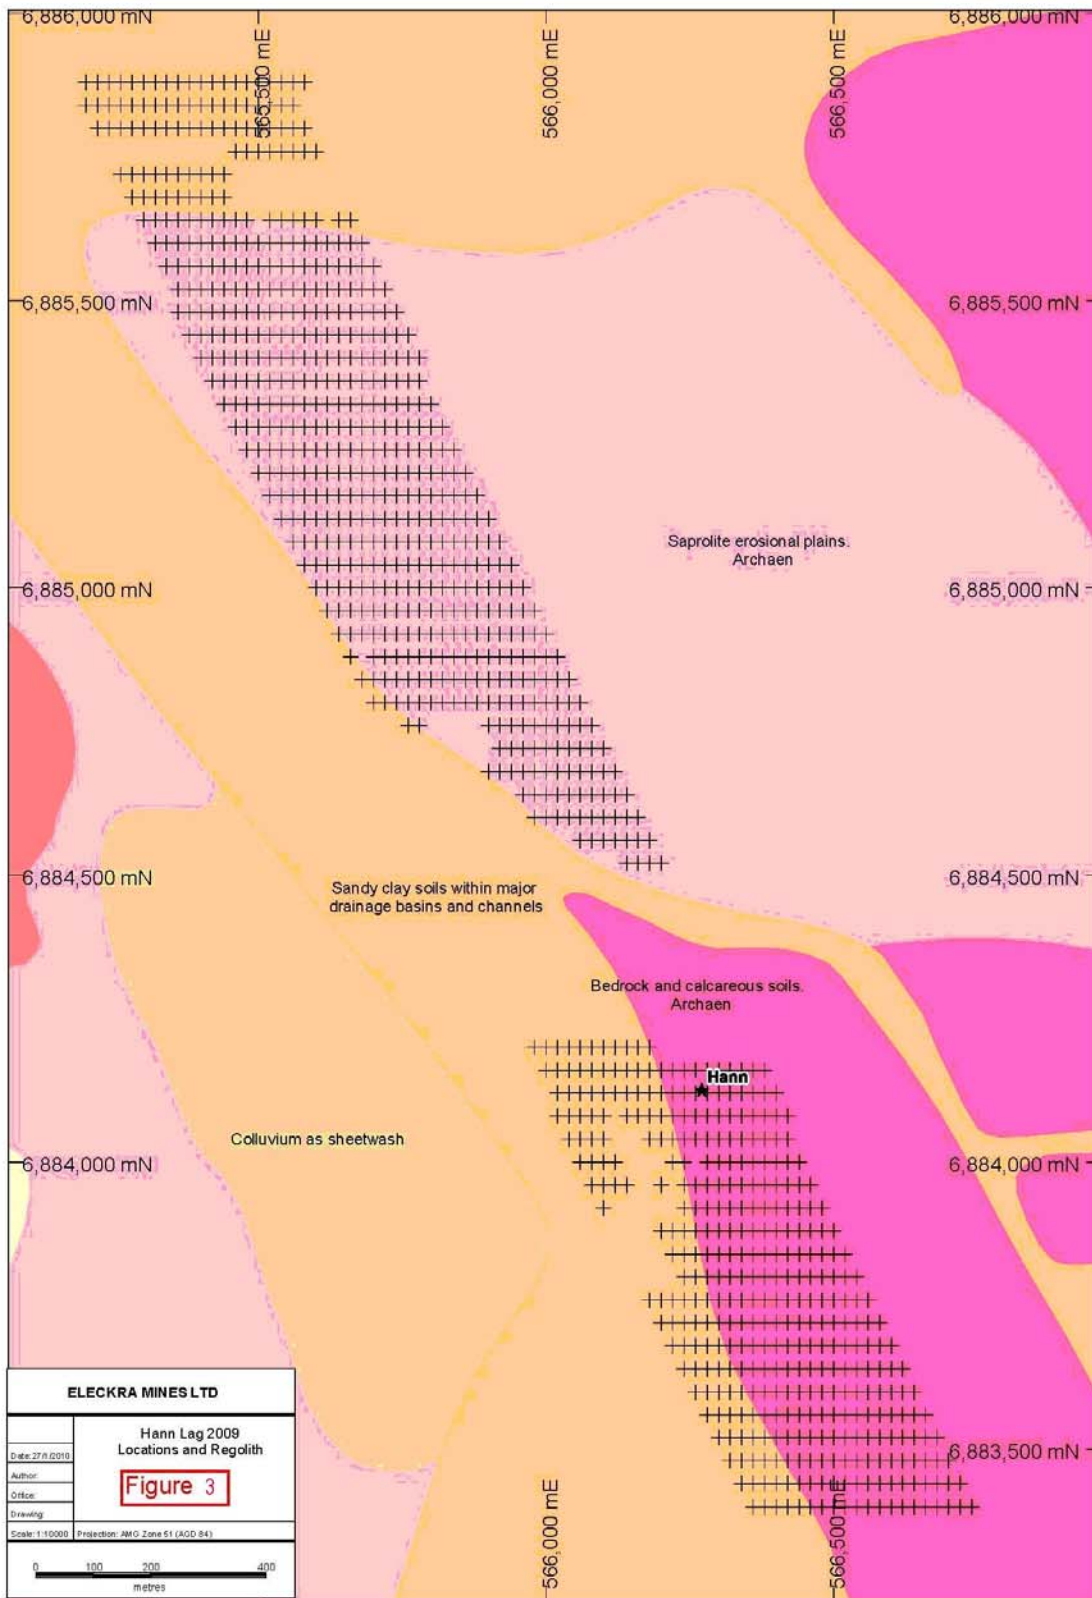 6,886,000 mN
6,886,000 mN
565,500 mE
566,000 mE
566,500 mE
6,885,500 mN
6,885,500 mN
Saprolite erosional plains.
Archaen
6,885,000 mN
6,885,000 mN
6,884,500 mN
6,884,500 mN
Sandy clay soils within major
drainage basins and channels
Bedrock and calcareous soils.
Archaen
Hann
Colluvium as sheetwash
6,884,000 mN
6,884,000 mN
6,883,500 mN
566,000 mE
566,500 mE
ELECKRA MINES LTD
Hann Lag 2009
Locations and Regolith
Figure 3
Date: 27/1/2010
Author:
Office:
Drawing:
Scale: 1:10000
Projection: AMG Zone 51 (AGD 84)
0 100 200 400
metres